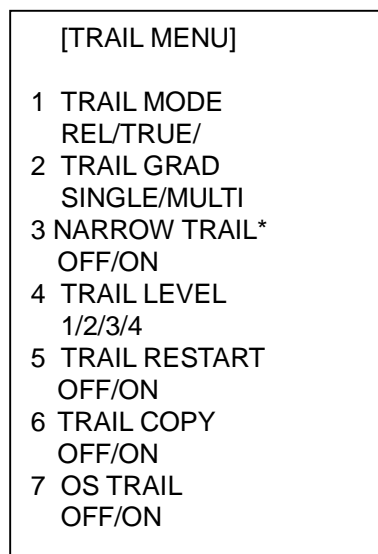 [TRAIL MENU]
1 TRAIL MODE
REL/TRUE/
2 TRAIL GRAD
SINGLE/MULTI
3 NARROW TRAIL*
OFF/ON
4 TRAIL LEVEL
1/2/3/4
5 TRAIL RESTART
OFF/ON
6 TRAIL COPY
OFF/ON
7 OS TRAIL
OFF/ON